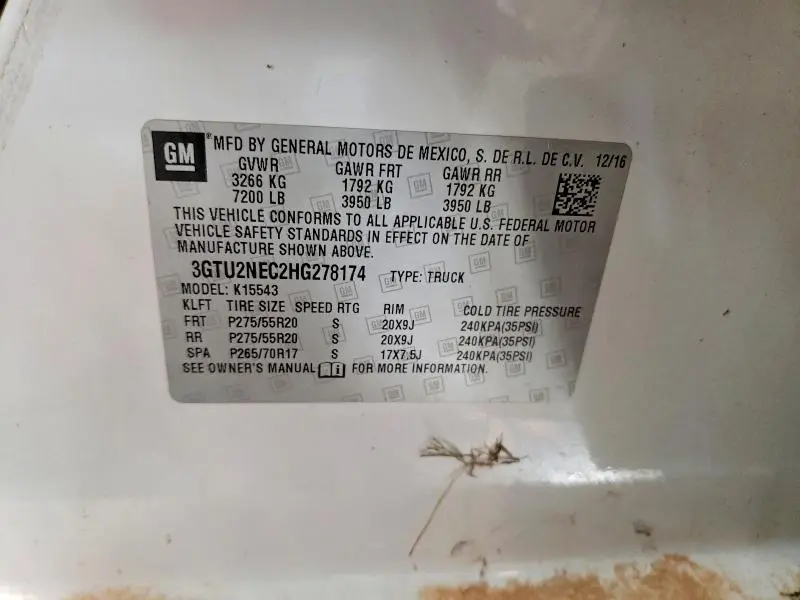 GM ®MFD BY GENERAL MOTORS DE MEXICO, S. DE R.L. DE C.V. 12/16
GVWR GAWR FRT GAWR RR
3266 KG 1792 KG 1792 KG
7200 LB 3950 LB 3950 LB
THIS VEHICLE CONFORMS TO ALL APPLICABLE U.S. FEDERAL MOTOR
VEHICLE SAFETY STANDARDS IN EFFECT ON THE DATE OF
MANUFACTURE SHOWN ABOVE.
3GTU2NEC2HG278174 TYPE: TRUCK
MODEL: K15543
KLFT TIRE SIZE SPEED RTG RIM COLD TIRE PRESSURE
FRT P275/55R20 S 20X9J 240KPA(35PSI)
RR P275/55R20 S 20X9J 240KPA(35PSI)
SPA P265/70R17 S 17X7.5J 240KPA(35PSI)
SEE OWNER'S MANUAL FOR MORE INFORMATION.